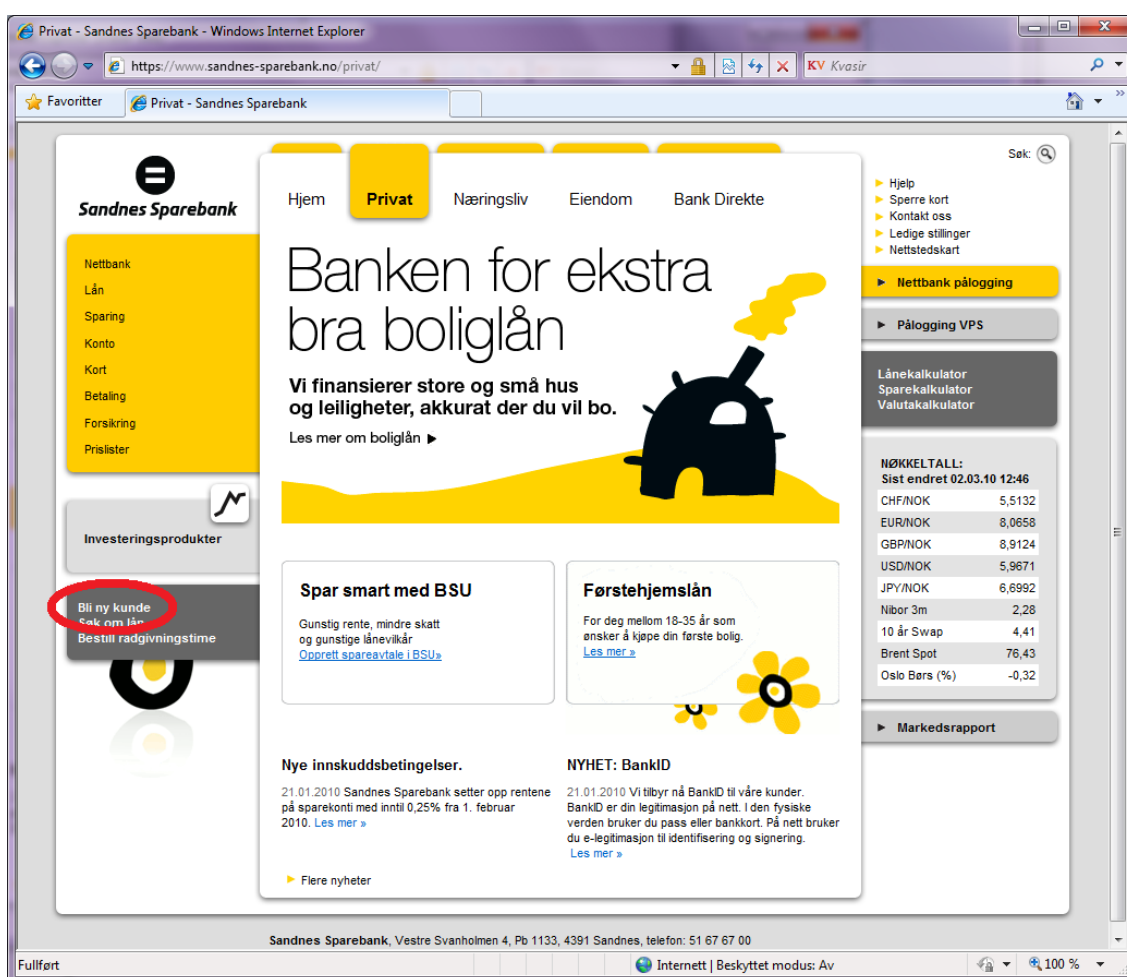 Privat - Sandnes Sparebank - Windows Internet Explorer
https://www.sandnes-sparebank.no/privat/
KV Kvasir
Favoritter
Privat - Sandnes Sparebank
Sandnes Sparebank
Hjem
Privat
Næringsliv
Eiendom
Bank Direkte
Søk:
Hjelp
Sperre kort
Kontakt oss
Ledige stillinger
Nettstedskart
Nettbank
Lån
Sparing
Konto
Kort
Betaling
Forsikring
Prislister
Investeringsprodukter
Bli ny kunde
Søk om lån
Bestill rådgivningstime
Banken for ekstra
bra boliglån
Vi finansierer store og små hus
og leiligheter, akkurat der du vil bo.
Les mer om boliglån
Spar smart med BSU
Gunstig rente, mindre skatt
og gunstige lånevilkår
Opprett spareavtale i BSU»
Førstehjemslån
For deg mellom 18-35 år som
ønsker å kjøpe din første bolig.
Les mer »
Nye innskuddsbetingelser.
21.01.2010 Sandnes Sparebank setter opp rentene
på sparekonti med inntil 0,25% fra 1. februar
2010. Les mer »
NYHET: BankID
21.01.2010 Vi tilbyr nå BankID til våre kunder.
BankID er din legitimasjon på nett. I den fysiske
verden bruker du pass eller bankkort. På nett bruker
du e-legitimasjon til identifisering og signering.
Les mer »
Flere nyheter
Nettbank pålogging
Pålogging VPS
Lånekalkulator
Sparekalkulator
Valutakalkulator
NØKKELTALL:
Sist endret 02.03.10 12:46
CHF/NOK 5,5132
EUR/NOK 8,0658
GBP/NOK 8,9124
USD/NOK 5,9671
JPY/NOK 6,6992
Nibor 3m 2,28
10 år Swap 4,41
Brent Spot 76,43
Oslo Børs (%) -0,32
Markedsrapport
Sandnes Sparebank, Vestre Svanholmen 4, Pb 1133, 4391 Sandnes, telefon: 51 67 67 00
Fullført
Internett | Beskyttet modus: Av
100 %